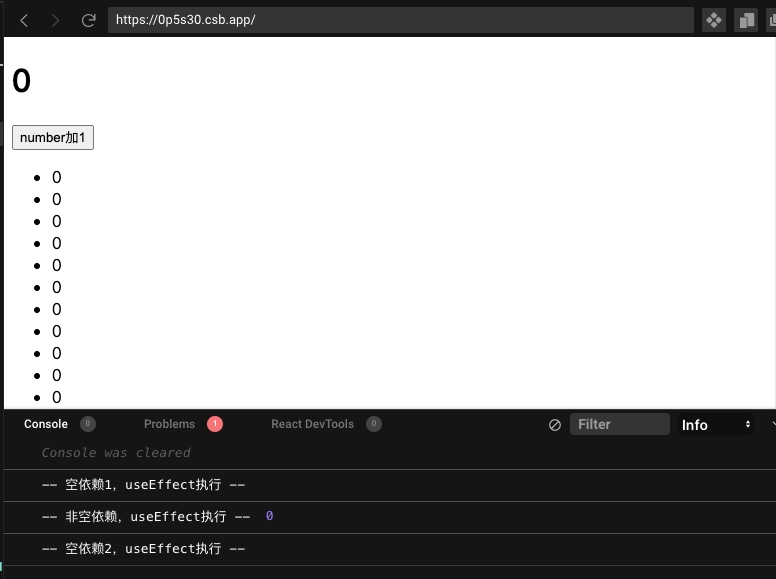 https://0p5s30.csb.app/
0
number加1
• 0
• 0
• 0
• 0
• 0
• 0
• 0
• 0
• 0
• 0
• 0
Console 0 Problems 1 React DevTools 0 Filter Info
Console was cleared
-- 空依赖1，useEffect执行 --
-- 非空依赖，useEffect执行 -- 0
-- 空依赖2，useEffect执行 --